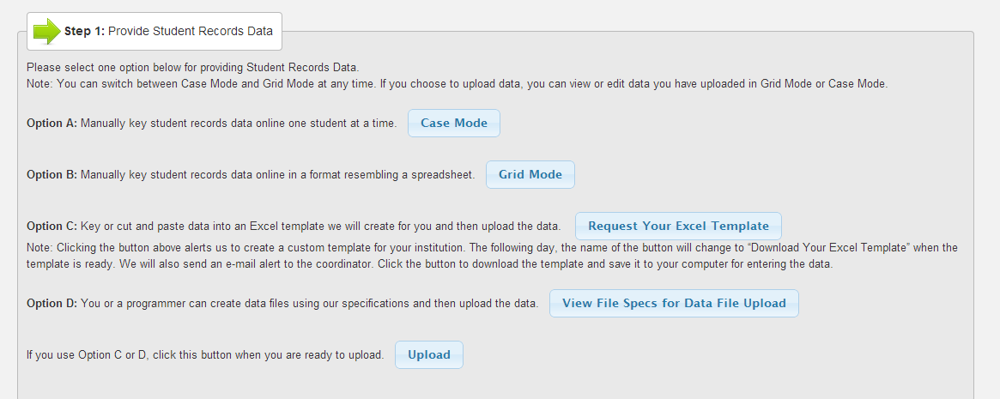 Step 1: Provide Student Records Data
Please select one option below for providing Student Records Data.
Note: You can switch between Case Mode and Grid Mode at any time. If you choose to upload data, you can view or edit data you have uploaded in Grid Mode or Case Mode.
Option A: Manually key student records data online one student at a time. Case Mode
Option B: Manually key student records data online in a format resembling a spreadsheet. Grid Mode
Option C: Key or cut and paste data into an Excel template we will create for you and then upload the data. Request Your Excel Template
Note: Clicking the button above alerts us to create a custom template for your institution. The following day, the name of the button will change to “Download Your Excel Template” when the
template is ready. We will also send an e-mail alert to the coordinator. Click the button to download the template and save it to your computer for entering the data.
Option D: You or a programmer can create data files using our specifications and then upload the data. View File Specs for Data File Upload
If you use Option C or D, click this button when you are ready to upload. Upload